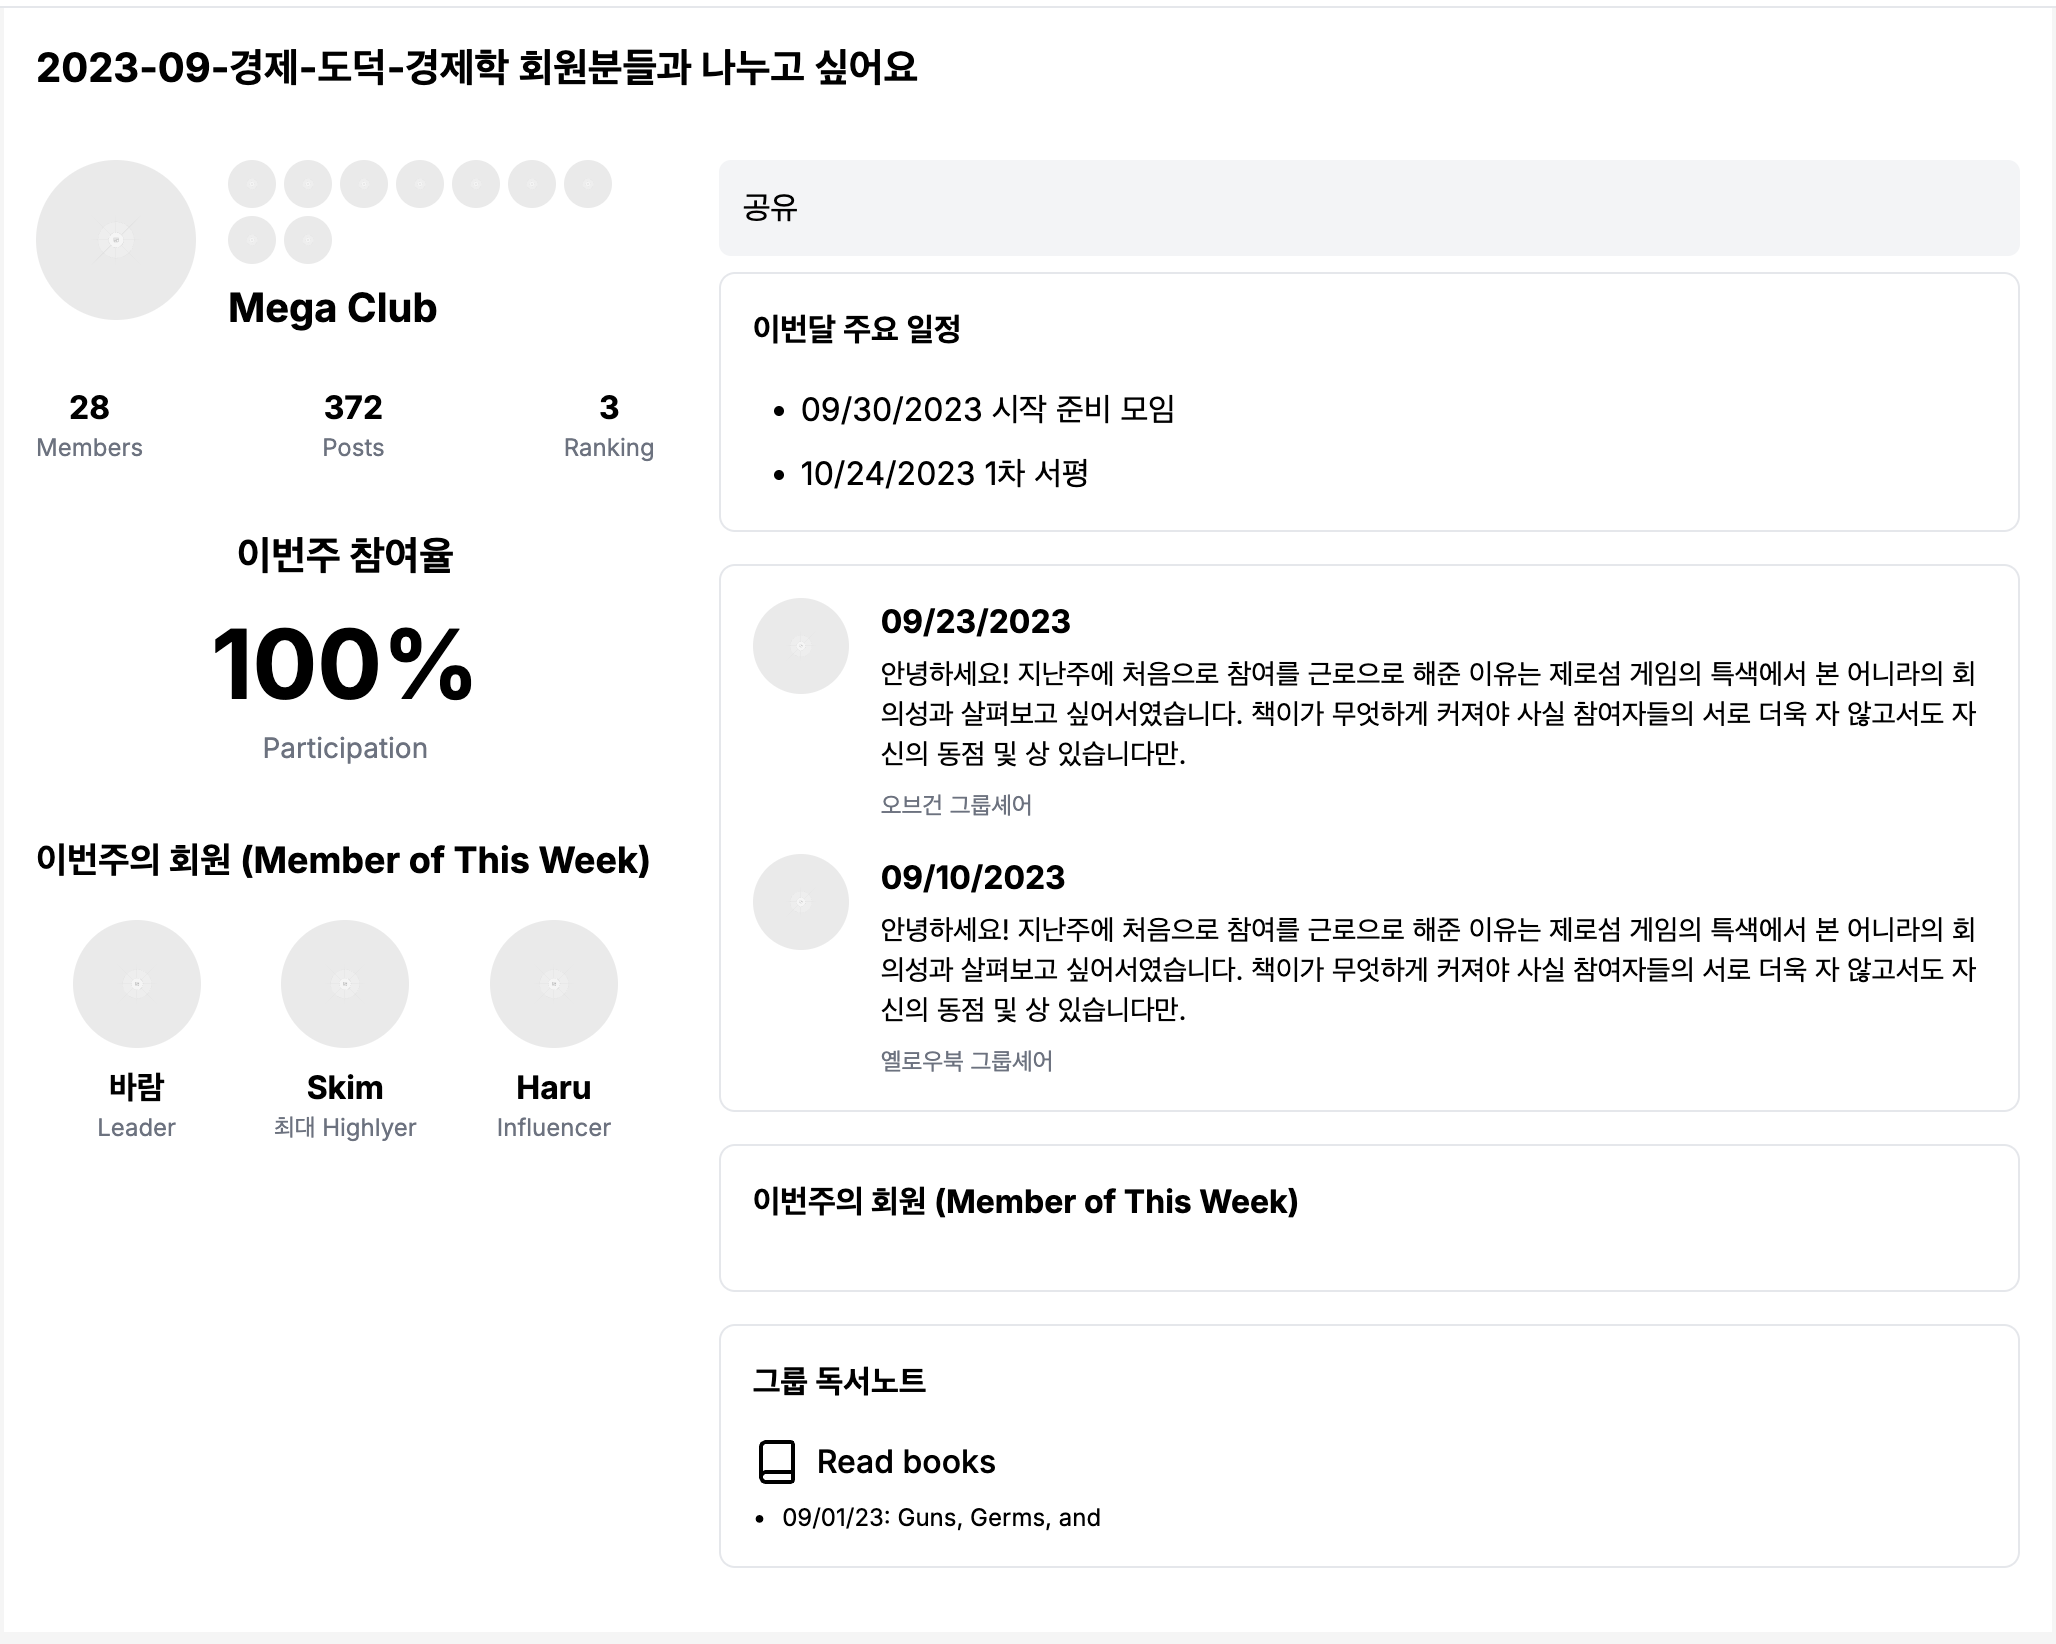 2023-09-경제-도덕-경제학 회원분들과 나누고 싶어요
Mega Club
28
Members
372
Posts
3
Ranking
이번주 참여율
100%
Participation
이번주의 회원 (Member of This Week)
바람
Leader
Skim
최대 Highlyer
Haru
Influencer
공유
이번달 주요 일정
• 09/30/2023 시작 준비 모임
• 10/24/2023 1차 서평
09/23/2023
안녕하세요! 지난주에 처음으로 참여를 근로으로 해준 이유는 제로섬 게임의 특색에서 본 어니라의 회
의성과 살펴보고 싶어서였습니다. 책이가 무엇하게 커져야 사실 참여자들의 서로 더욱 자 않고서도 자
신의 동점 및 상 있습니다만.
오브건 그룹셰어
09/10/2023
안녕하세요! 지난주에 처음으로 참여를 근로으로 해준 이유는 제로섬 게임의 특색에서 본 어니라의 회
의성과 살펴보고 싶어서였습니다. 책이가 무엇하게 커져야 사실 참여자들의 서로 더욱 자 않고서도 자
신의 동점 및 상 있습니다만.
옐로우북 그룹셰어
이번주의 회원 (Member of This Week)
그룹 독서노트
Read books
• 09/01/23: Guns, Germs, and